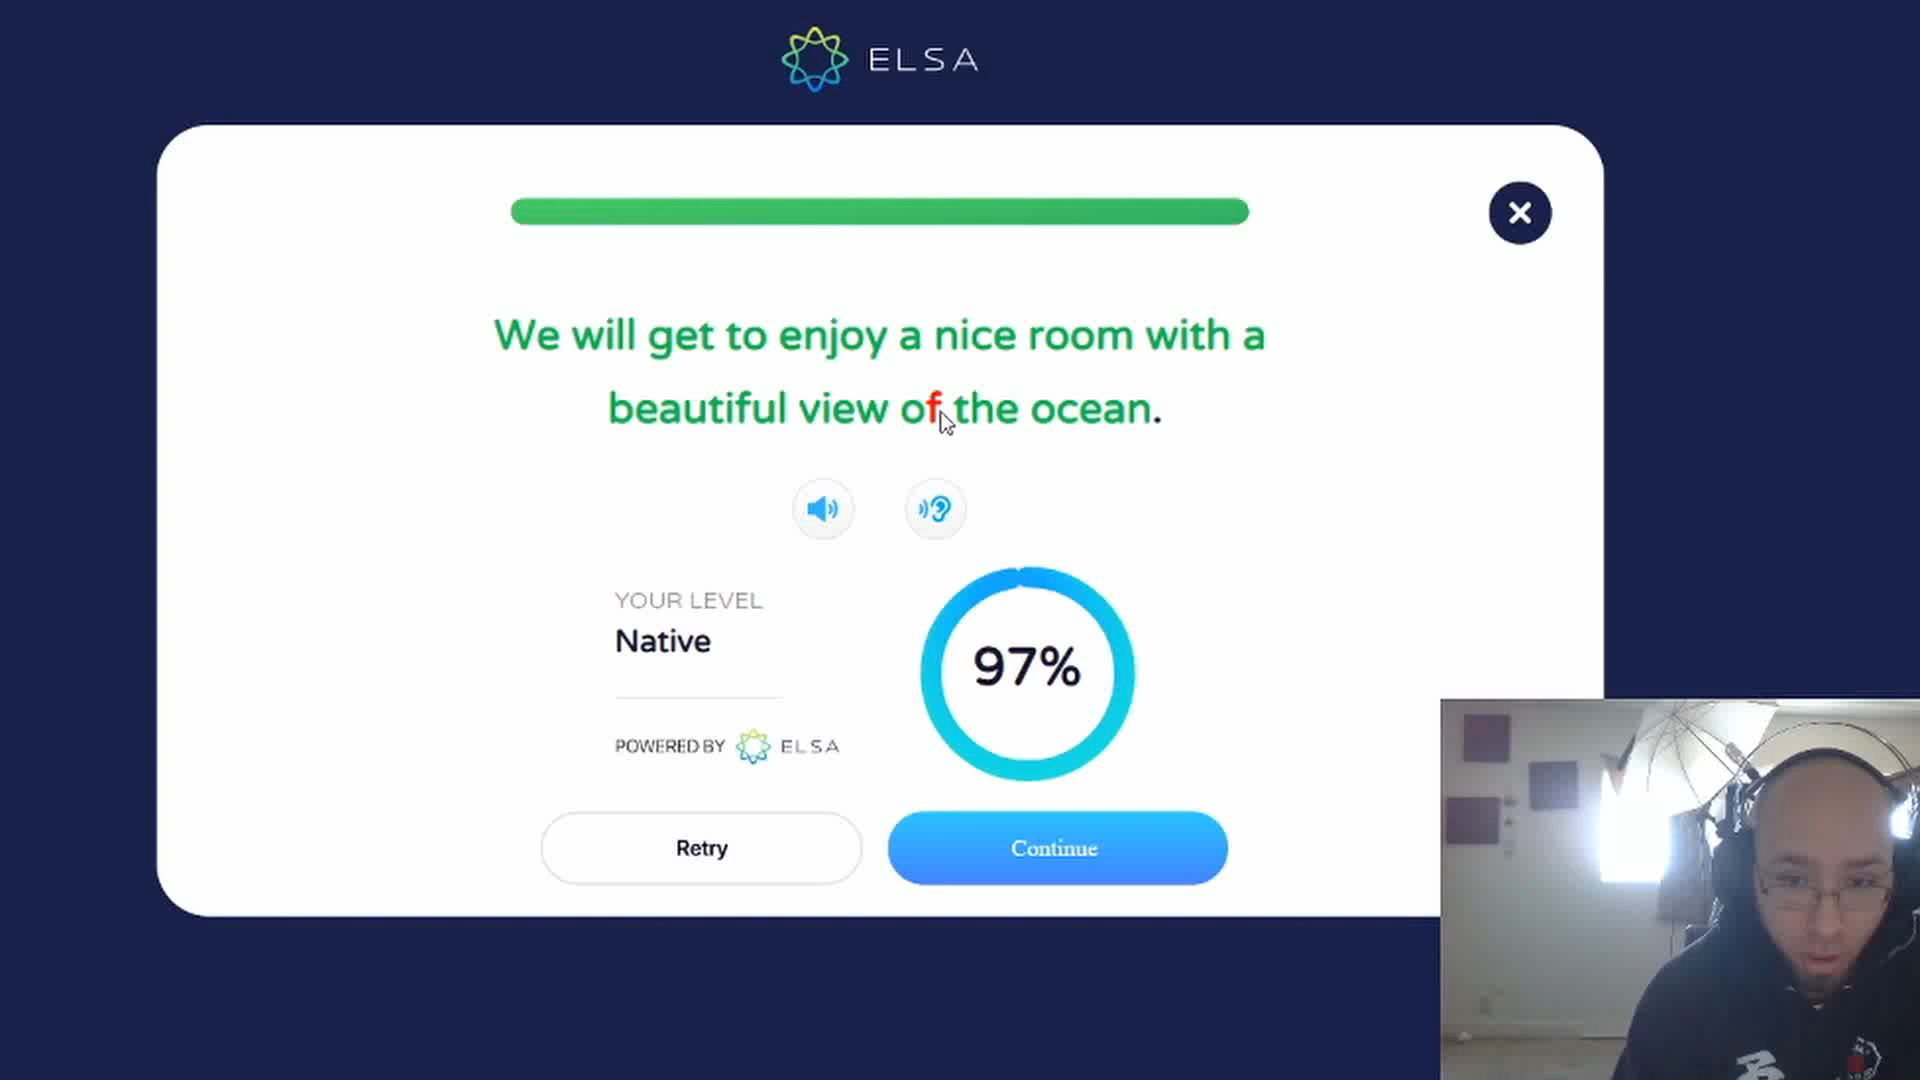 ELSA
We will get to enjoy a nice room with a
beautiful view of the ocean.
YOUR LEVEL
Native
97%
POWERED BY ELSA
Retry
Continue